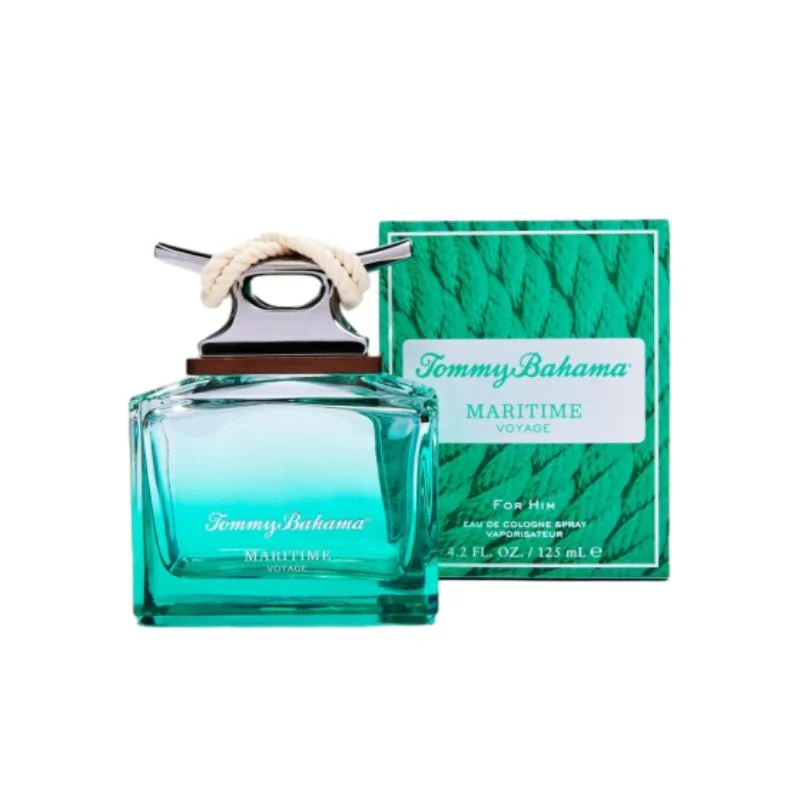 Tommy Bahama
MARITIME
VOYAGE
Tommy Bahama
MARITIME
VOYAGE
FOR HIM
EAU DE COLOGNE SPRAY
VAPORISATEUR
4.2 FL. OZ. / 125 mL ℮